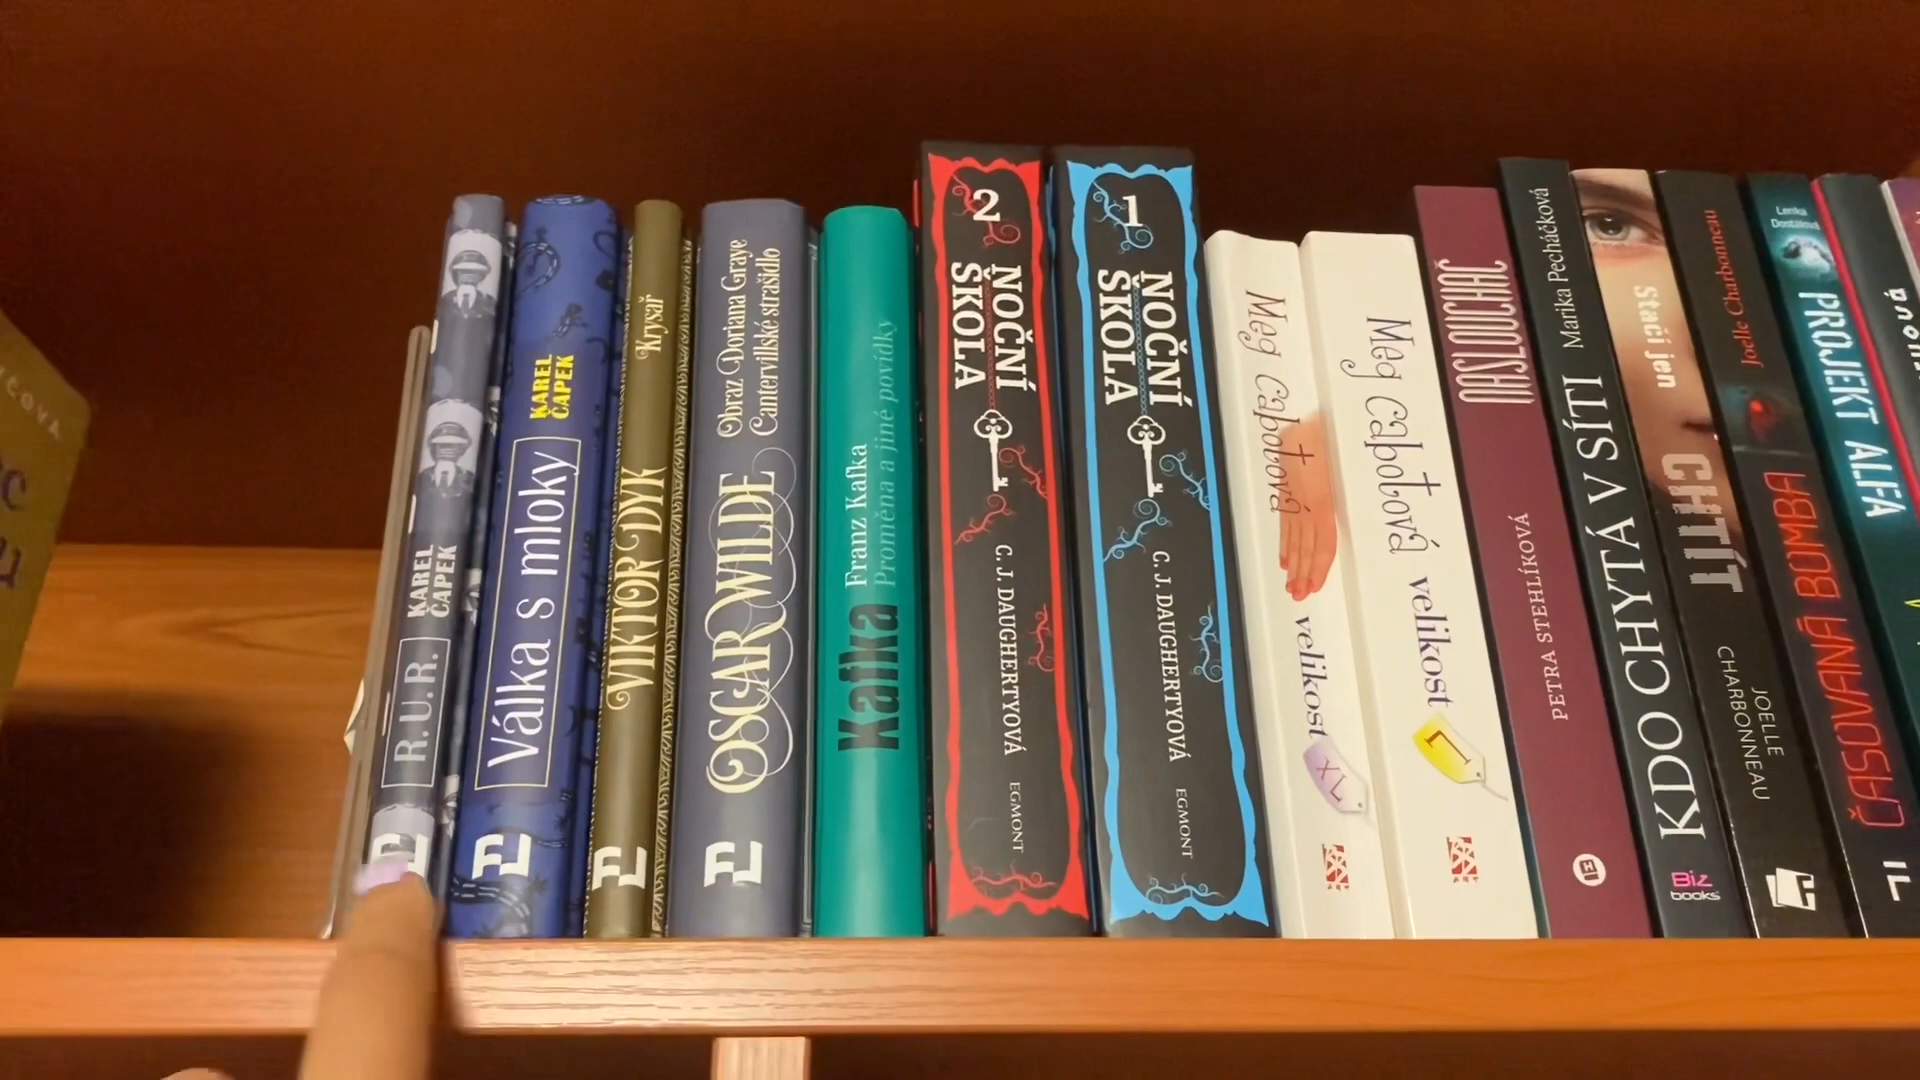 R.U.R.
KAREL
ČAPEK
Válka s mloky
KAREL
ČAPEK
VIKTOR DYK
Krysař
OSCAR WILDE
Obraz Doriana Graye
Cantervillské strašidlo
Kafka
Franz Kafka
Proměna a jiné povídky
2
NOČNÍ
ŠKOLA
C. J. DAUGHERTYOVÁ
EGMONT
1
NOČNÍ
ŠKOLA
C. J. DAUGHERTYOVÁ
EGMONT
Meg Cabotová
velikost
XL
Meg Cabotová
velikost
L
PETRA STEHLÍKOVÁ
Marika Pecháčková
KDO CHYTÁ V SÍTI
Biz
books
Stačí jen
CHTÍT
JOELLE
CHARBONNEAU
Joelle Charbonneau
ČASOVANÁ BOMBA
Lenka
Dostálová
PROJEKT ALFA